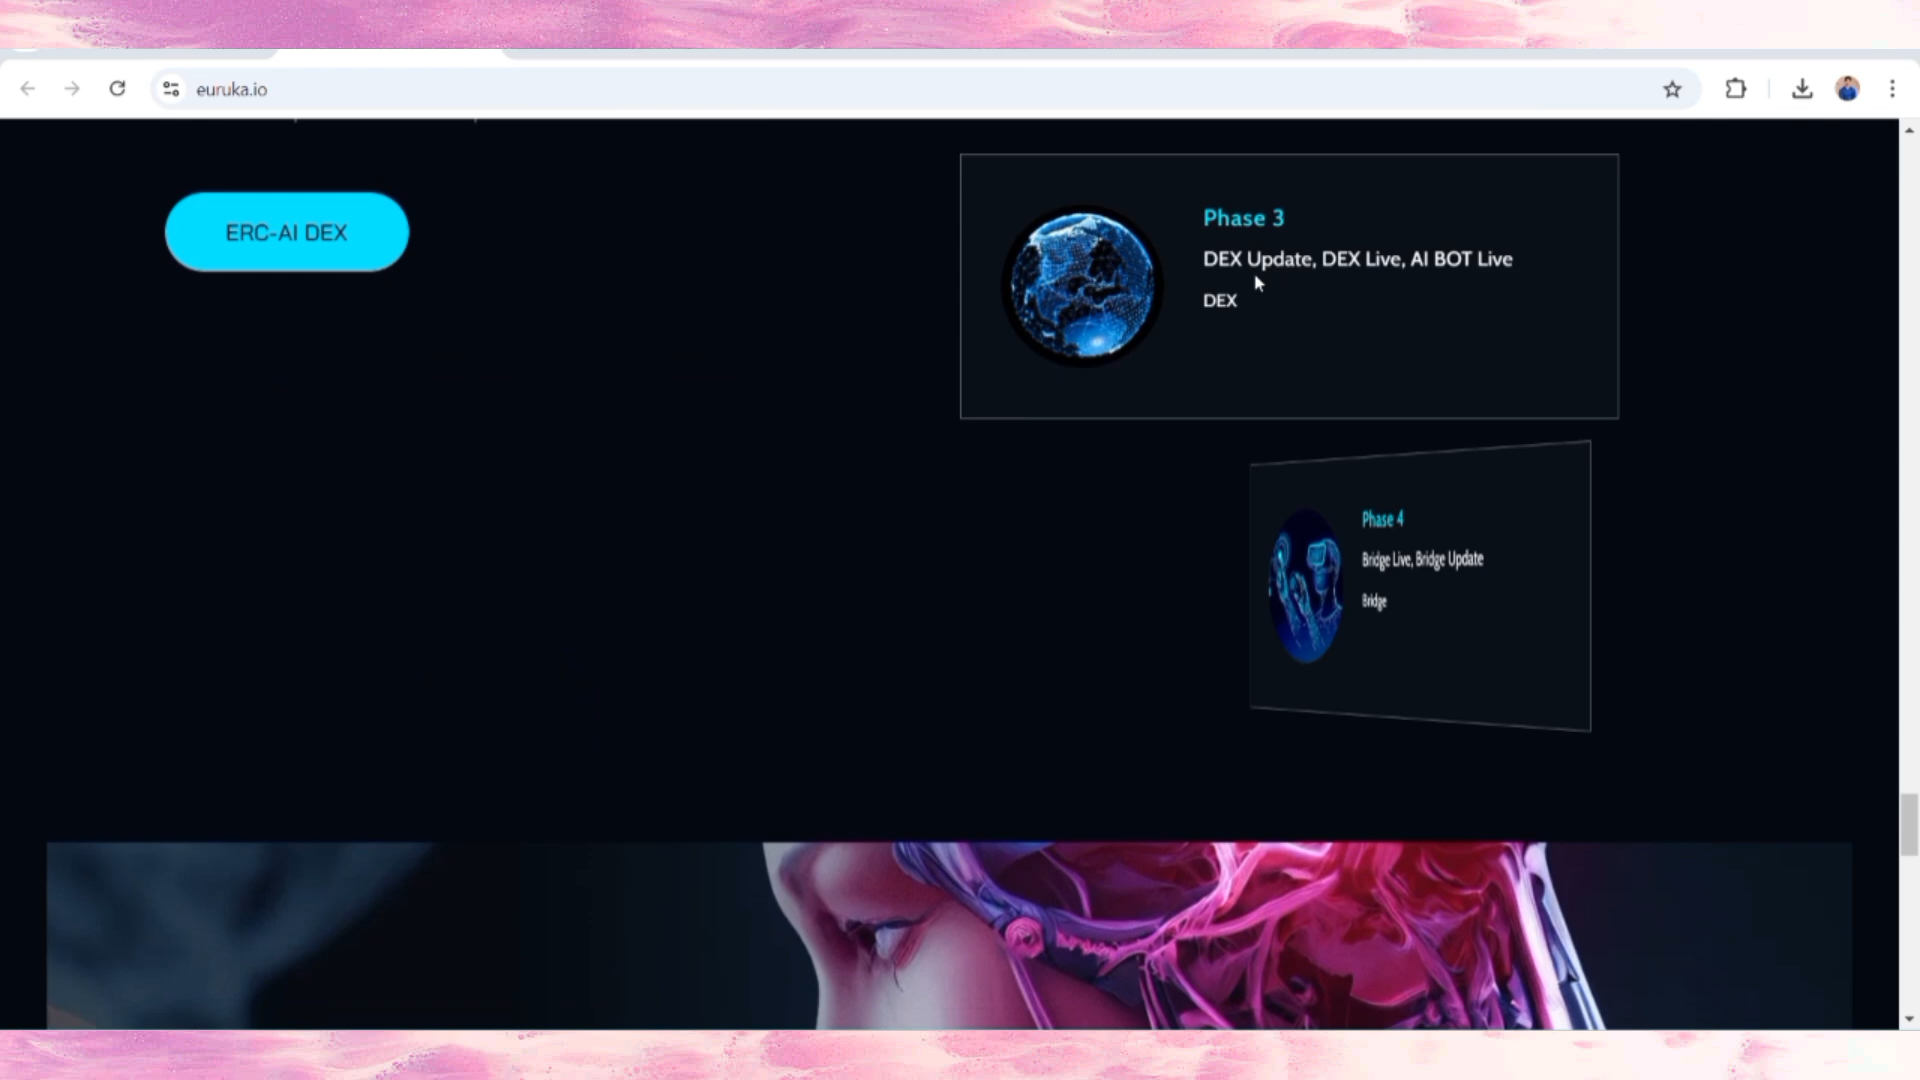 euruka.io
ERC-AI DEX
Phase 3
DEX Update, DEX Live, AI BOT Live
DEX
Phase 4
Bridge Live, Bridge Update
Bridge